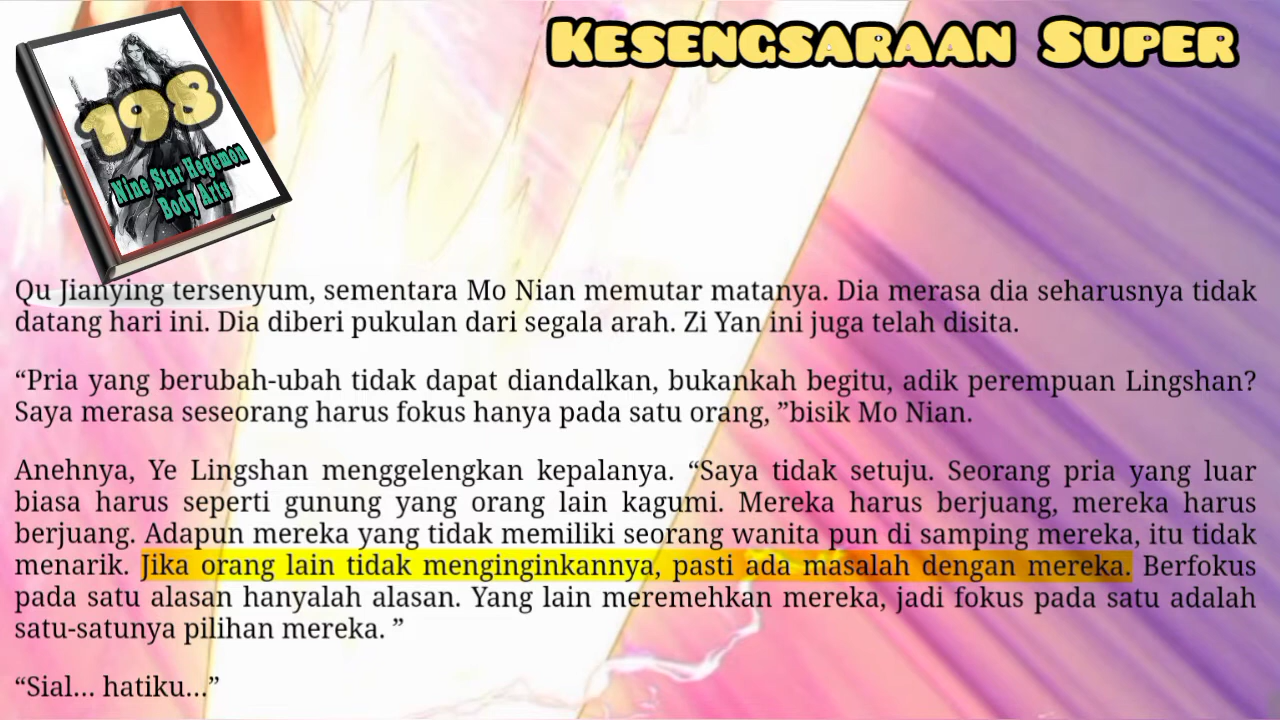 Kesengsaraan Super
198
Nine Star Hegemon
Body Arts
Qu Jianying tersenyum, sementara Mo Nian memutar matanya. Dia merasa dia seharusnya tidak
datang hari ini. Dia diberi pukulan dari segala arah. Zi Yan ini juga telah disita.
“Pria yang berubah-ubah tidak dapat diandalkan, bukankah begitu, adik perempuan Lingshan?
Saya merasa seseorang harus fokus hanya pada satu orang, ”bisik Mo Nian.
Anehnya, Ye Lingshan menggelengkan kepalanya. “Saya tidak setuju. Seorang pria yang luar
biasa harus seperti gunung yang orang lain kagumi. Mereka harus berjuang, mereka harus
berjuang. Adapun mereka yang tidak memiliki seorang wanita pun di samping mereka, itu tidak
menarik. Jika orang lain tidak menginginkannya, pasti ada masalah dengan mereka. Berfokus
pada satu alasan hanyalah alasan. Yang lain meremehkan mereka, jadi fokus pada satu adalah
satu-satunya pilihan mereka. ”
“Sial... hatiku...”